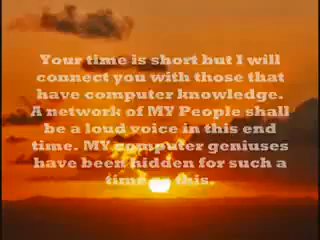 Your time is short but I will
connect you with those that
have computer knowledge.
A network of MY People shall
be a loud voice in this end
time. MY computer geniuses
have been hidden for such a
time as this.